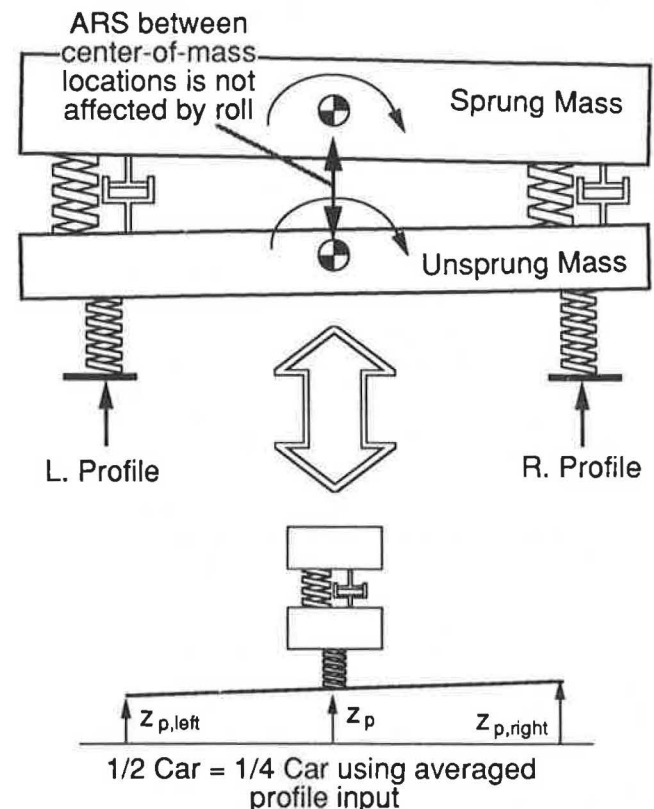 ARS between
center-of-mass
locations is not
affected by roll
Sprung Mass
Unsprung Mass
L. Profile
R. Profile
Z p,left
Z p
Z p,right
1/2 Car = 1/4 Car using averaged
profile input